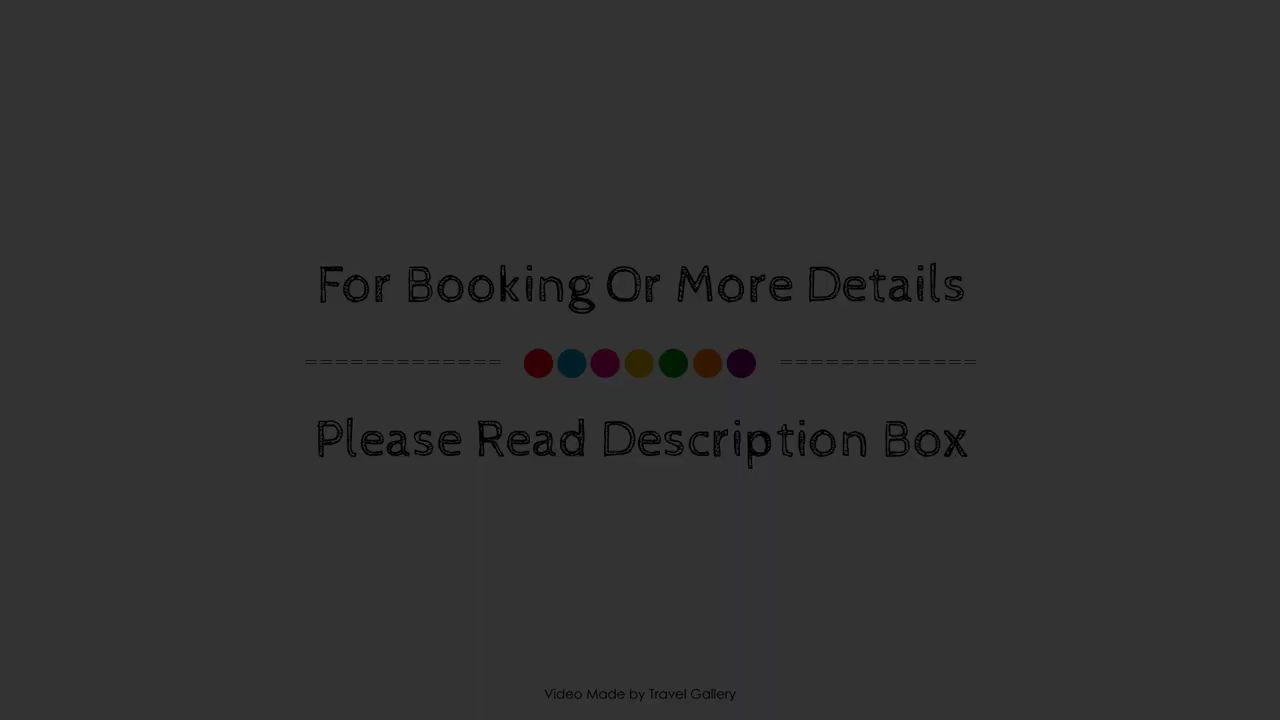 For Booking Or More Details
============= =============
Please Read Description Box
Video Made by Travel Gallery